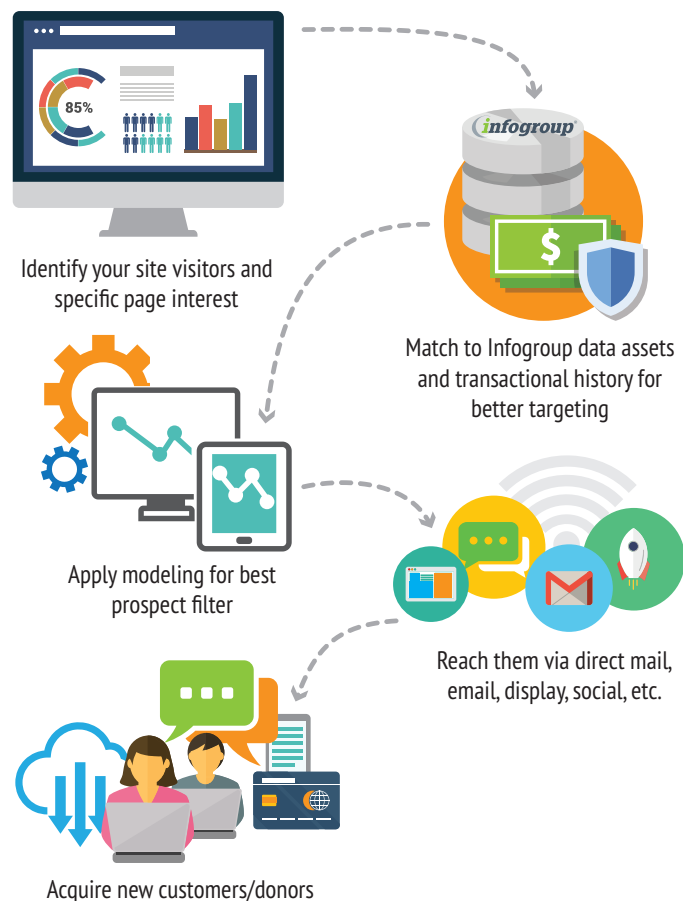 85%
infogroup
$
Identify your site visitors and
specific page interest
Match to Infogroup data assets
and transactional history for
better targeting
Apply modeling for best
prospect filter
Reach them via direct mail,
email, display, social, etc.
Acquire new customers/donors